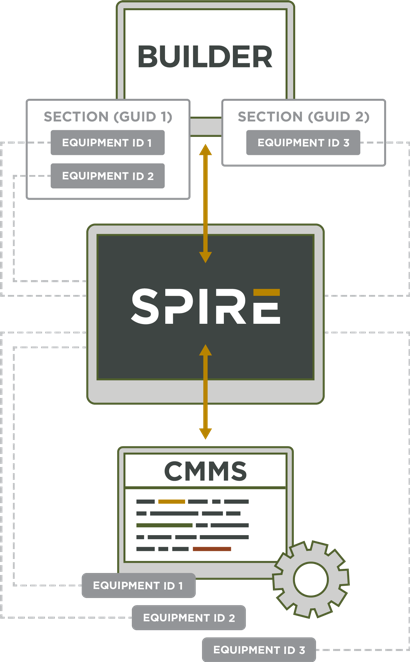 BUILDER
SECTION (GUID 1)
EQUIPMENT ID 1
EQUIPMENT ID 2
SECTION (GUID 2)
EQUIPMENT ID 3
SPIRE
CMMS
EQUIPMENT ID 1
EQUIPMENT ID 2
EQUIPMENT ID 3